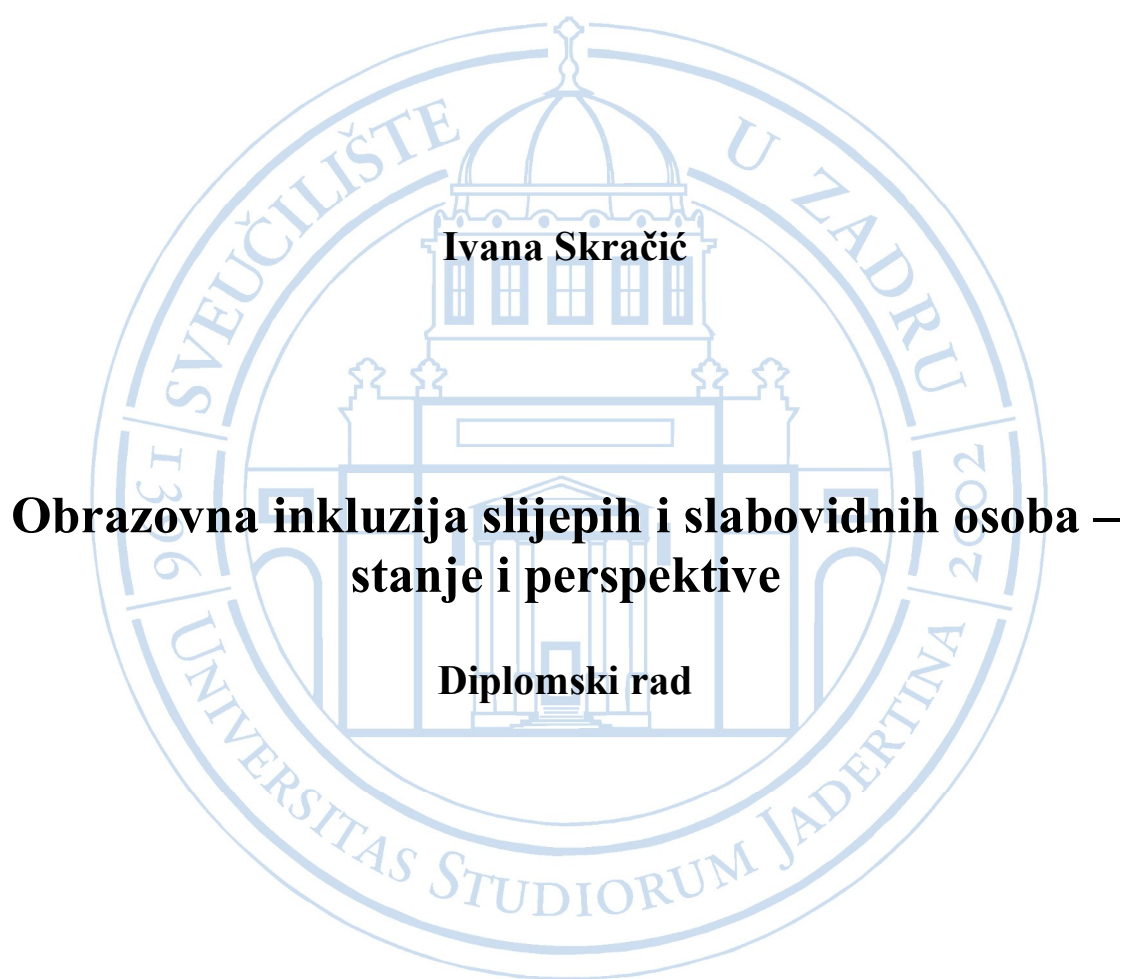 SVEUČILIŠTE U ZADRU
Ivana Skračić
1396
2002
Obrazovna inkluzija slijepih i slabovidnih osoba –
stanje i perspektive
Diplomski rad
UNIVERSITAS STUDIORUM JADERTINA